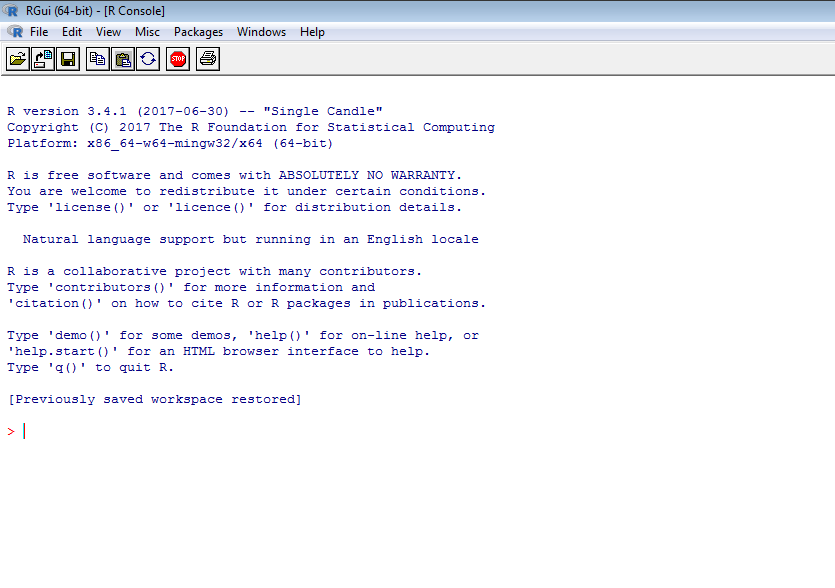 RGui (64-bit) - [R Console]
File Edit View Misc Packages Windows Help
STOP
R version 3.4.1 (2017-06-30) -- "Single Candle"
Copyright (C) 2017 The R Foundation for Statistical Computing
Platform: x86_64-w64-mingw32/x64 (64-bit)
R is free software and comes with ABSOLUTELY NO WARRANTY.
You are welcome to redistribute it under certain conditions.
Type 'license()' or 'licence()' for distribution details.
Natural language support but running in an English locale
R is a collaborative project with many contributors.
Type 'contributors()' for more information and
'citation()' on how to cite R or R packages in publications.
Type 'demo()' for some demos, 'help()' for on-line help, or
'help.start()' for an HTML browser interface to help.
Type 'q()' to quit R.
[Previously saved workspace restored]
>